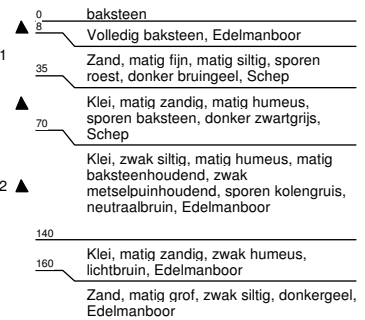 0
baksteen
8
Volledig baksteen, Edelmanboor
1
Zand, matig fijn, matig siltig, sporen
roest, donker bruingeel, Schep
35
Klei, matig zandig, matig humeus,
sporen baksteen, donker zwartgrijs,
Schep
70
Klei, zwak siltig, matig humeus, matig
baksteenhoudend, zwak
metselpuinhoudend, sporen kolengruis,
neutraalbruin, Edelmanboor
2
140
Klei, matig zandig, zwak humeus,
lichtbruin, Edelmanboor
160
Zand, matig grof, zwak siltig, donkergeel,
Edelmanboor